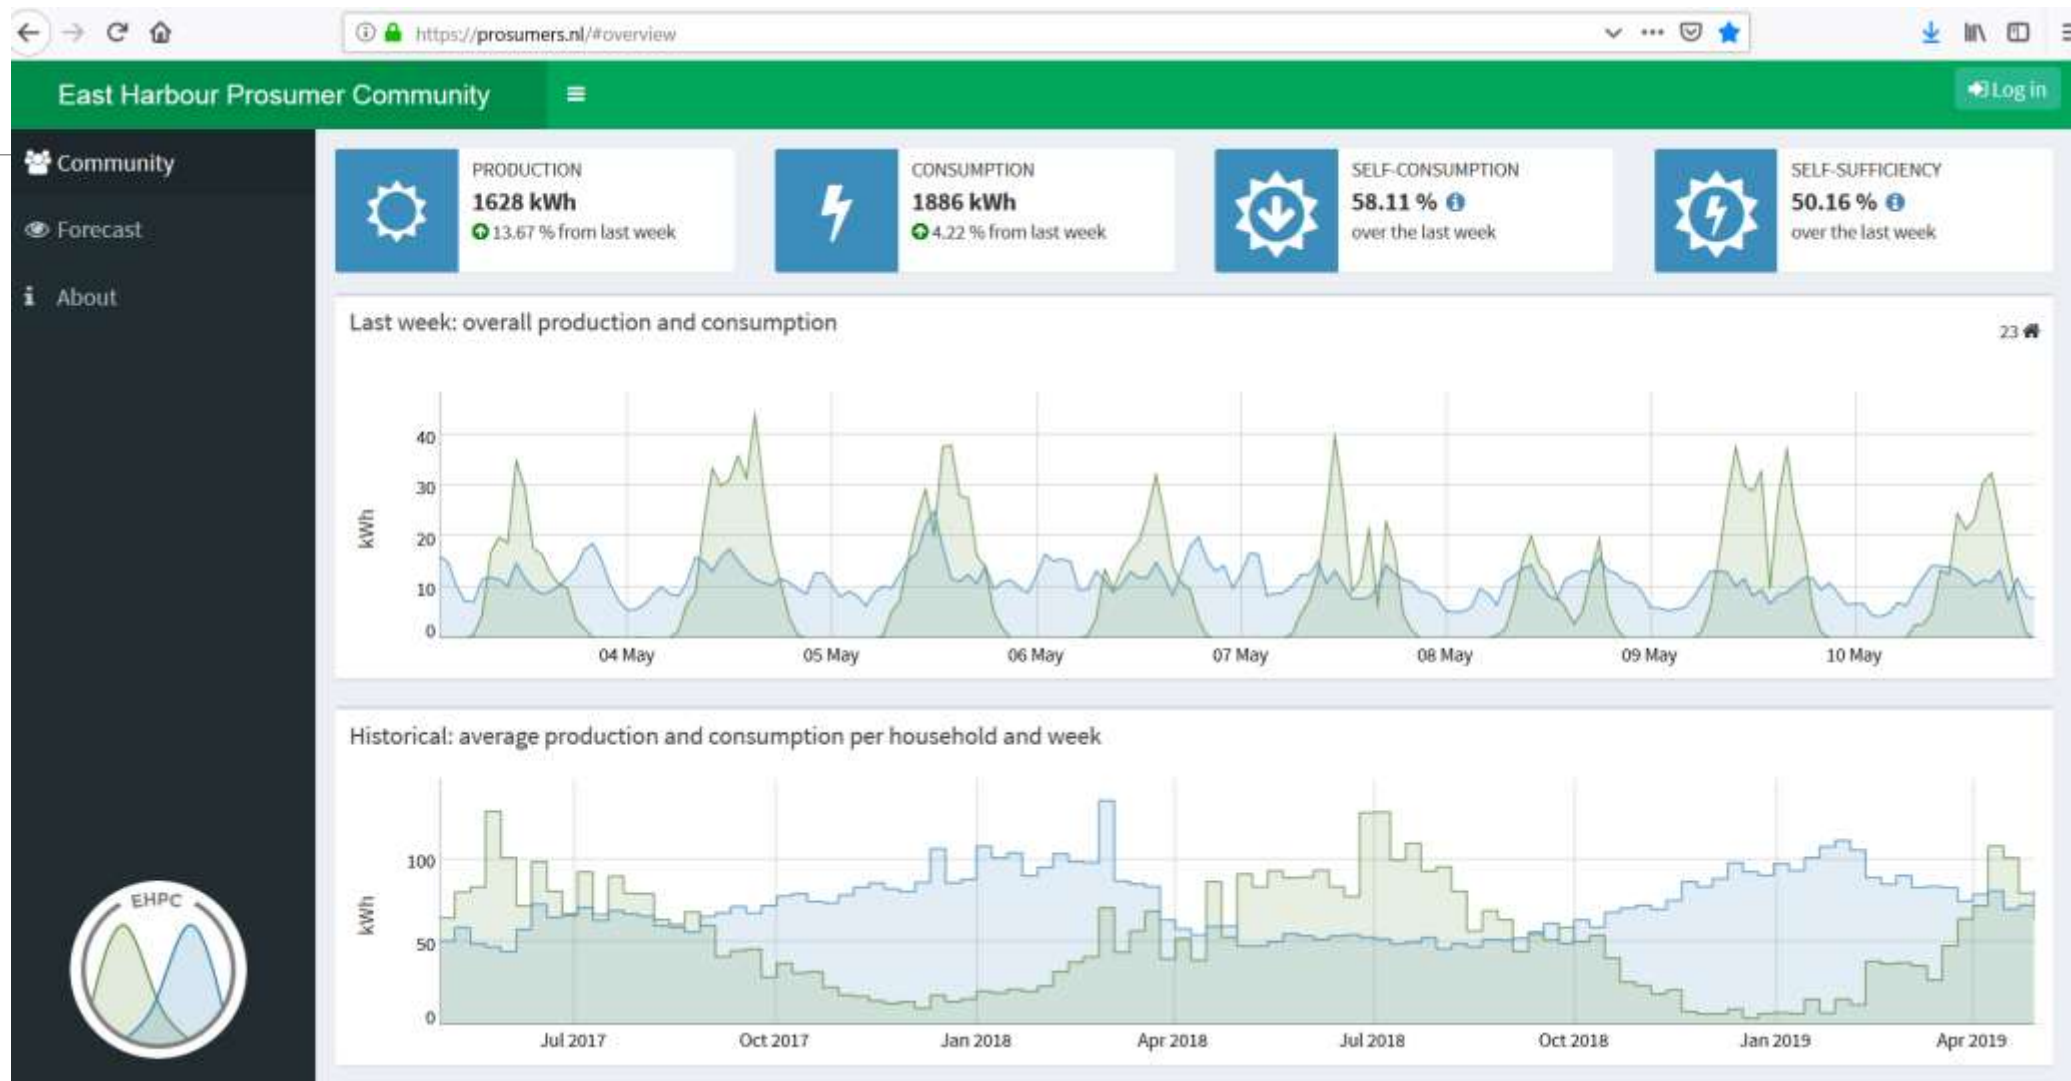 https://prosumers.nl/#overview
East Harbour Prosumer Community
Log in
Community
Forecast
About
PRODUCTION
1628 kWh
13.67 % from last week
CONSUMPTION
1886 kWh
4.22 % from last week
SELF-CONSUMPTION
58.11 %
over the last week
SELF-SUFFICIENCY
50.16 %
over the last week
Last week: overall production and consumption
23
kWh
40
30
20
10
0
04 May 05 May 06 May 07 May 08 May 09 May 10 May
Historical: average production and consumption per household and week
kWh
100
50
0
Jul 2017 Oct 2017 Jan 2018 Apr 2018 Jul 2018 Oct 2018 Jan 2019 Apr 2019
EHPC